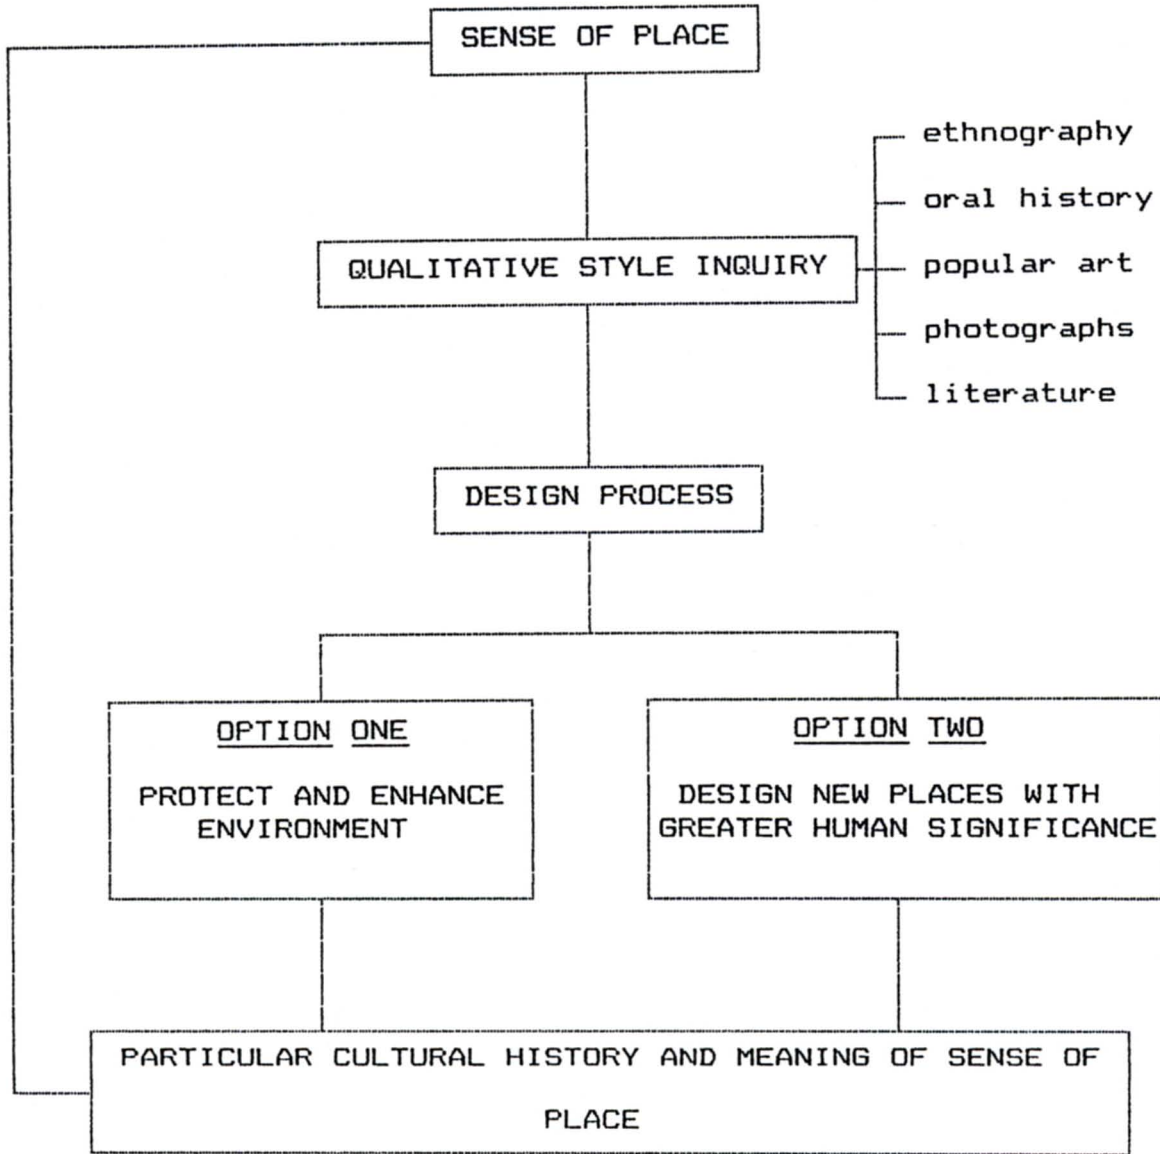 SENSE OF PLACE
ethnography
oral history
QUALITATIVE STYLE INQUIRY
popular art
photographs
literature
DESIGN PROCESS
OPTION ONE
PROTECT AND ENHANCE
ENVIRONMENT
OPTION TWO
DESIGN NEW PLACES WITH
GREATER HUMAN SIGNIFICANCE
PARTICULAR CULTURAL HISTORY AND MEANING OF SENSE OF
PLACE